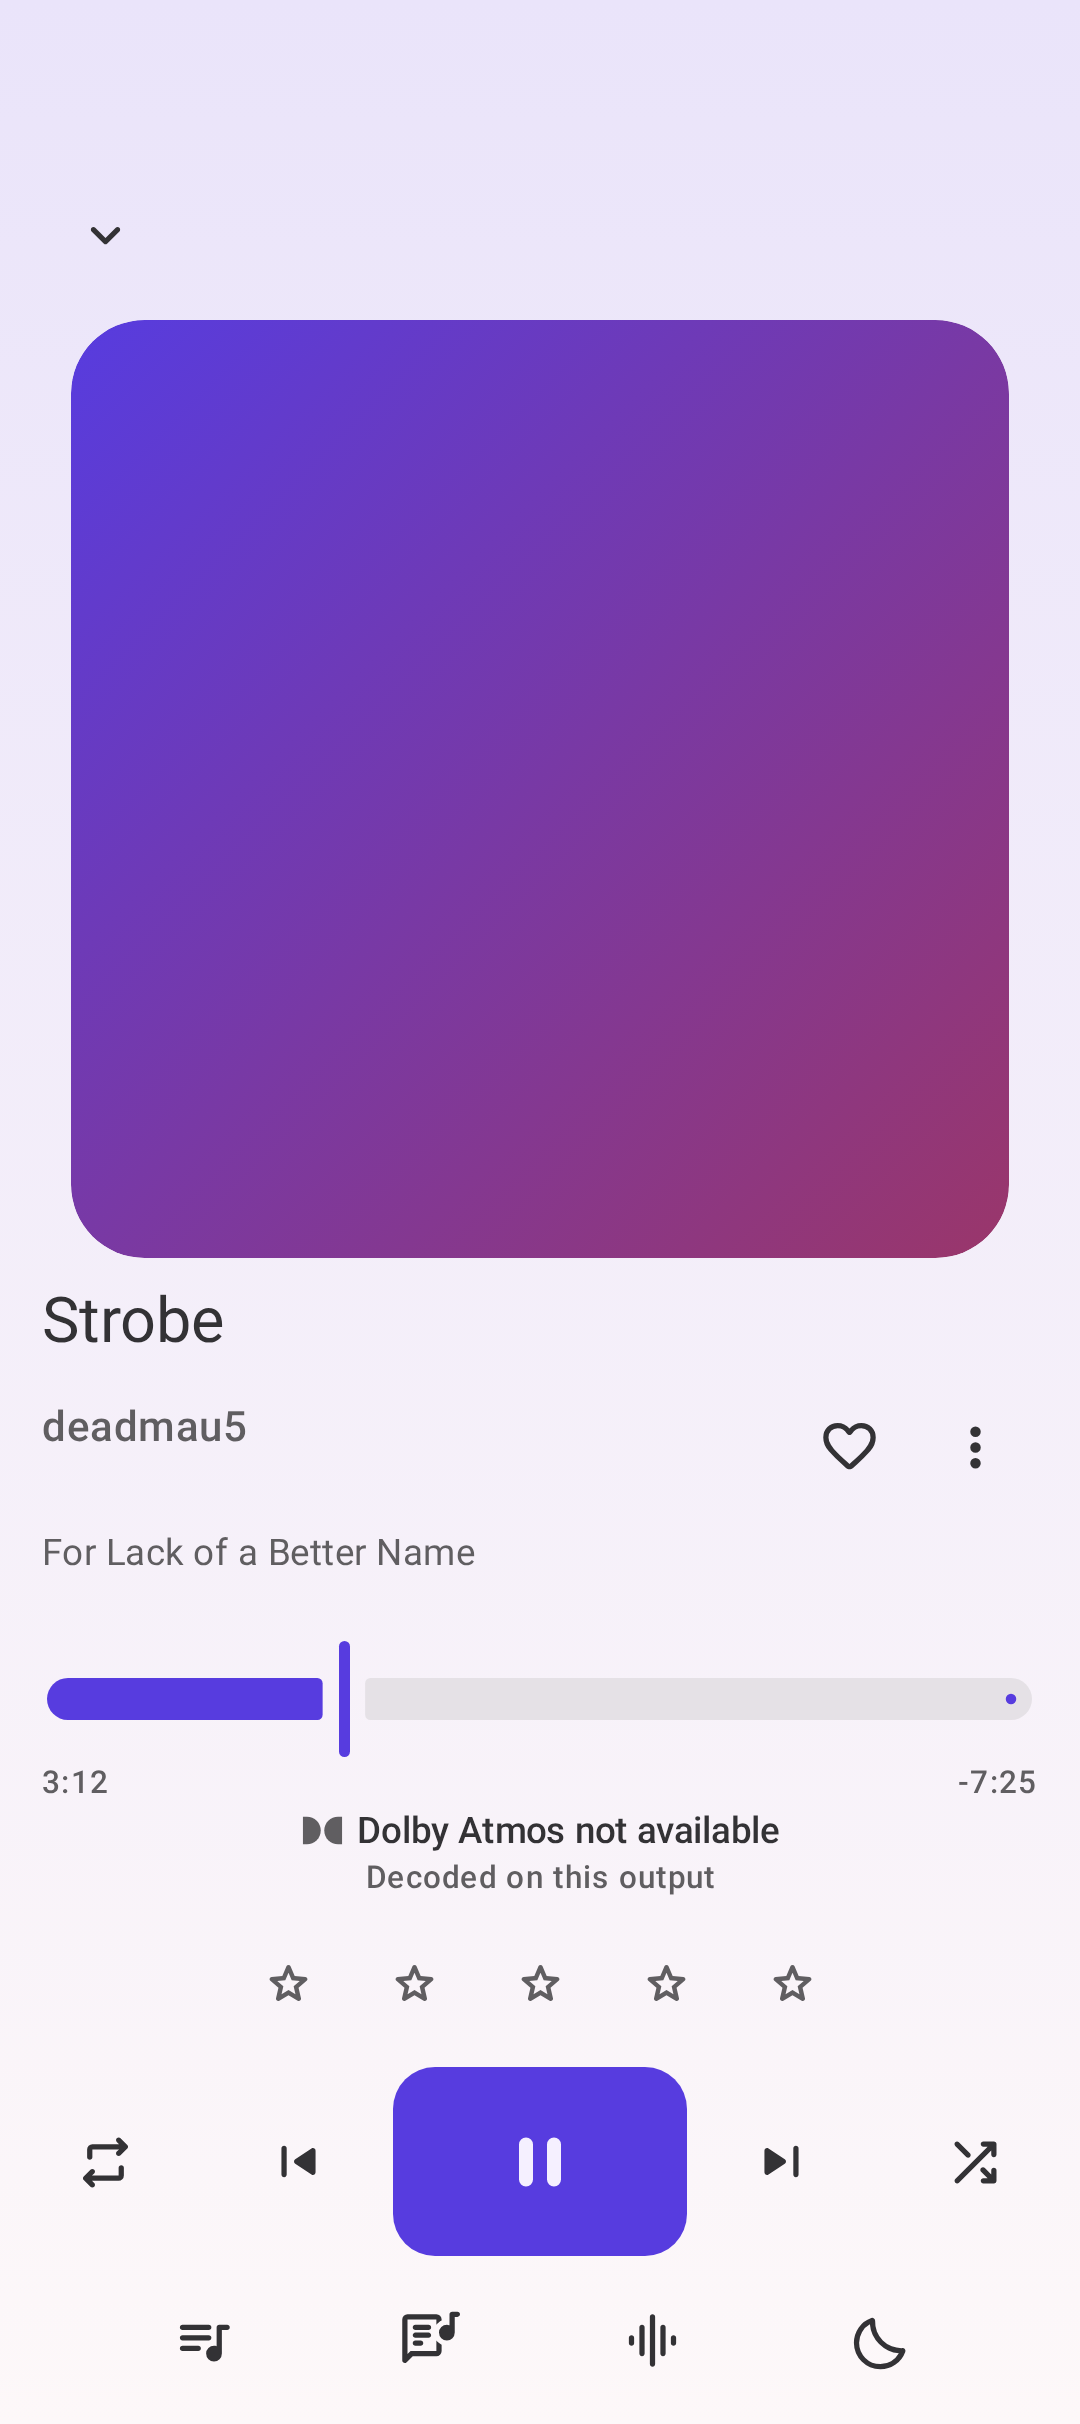 Strobe
deadmau5
For Lack of a Better Name
3:12
-7:25
Dolby Atmos not available
Decoded on this output